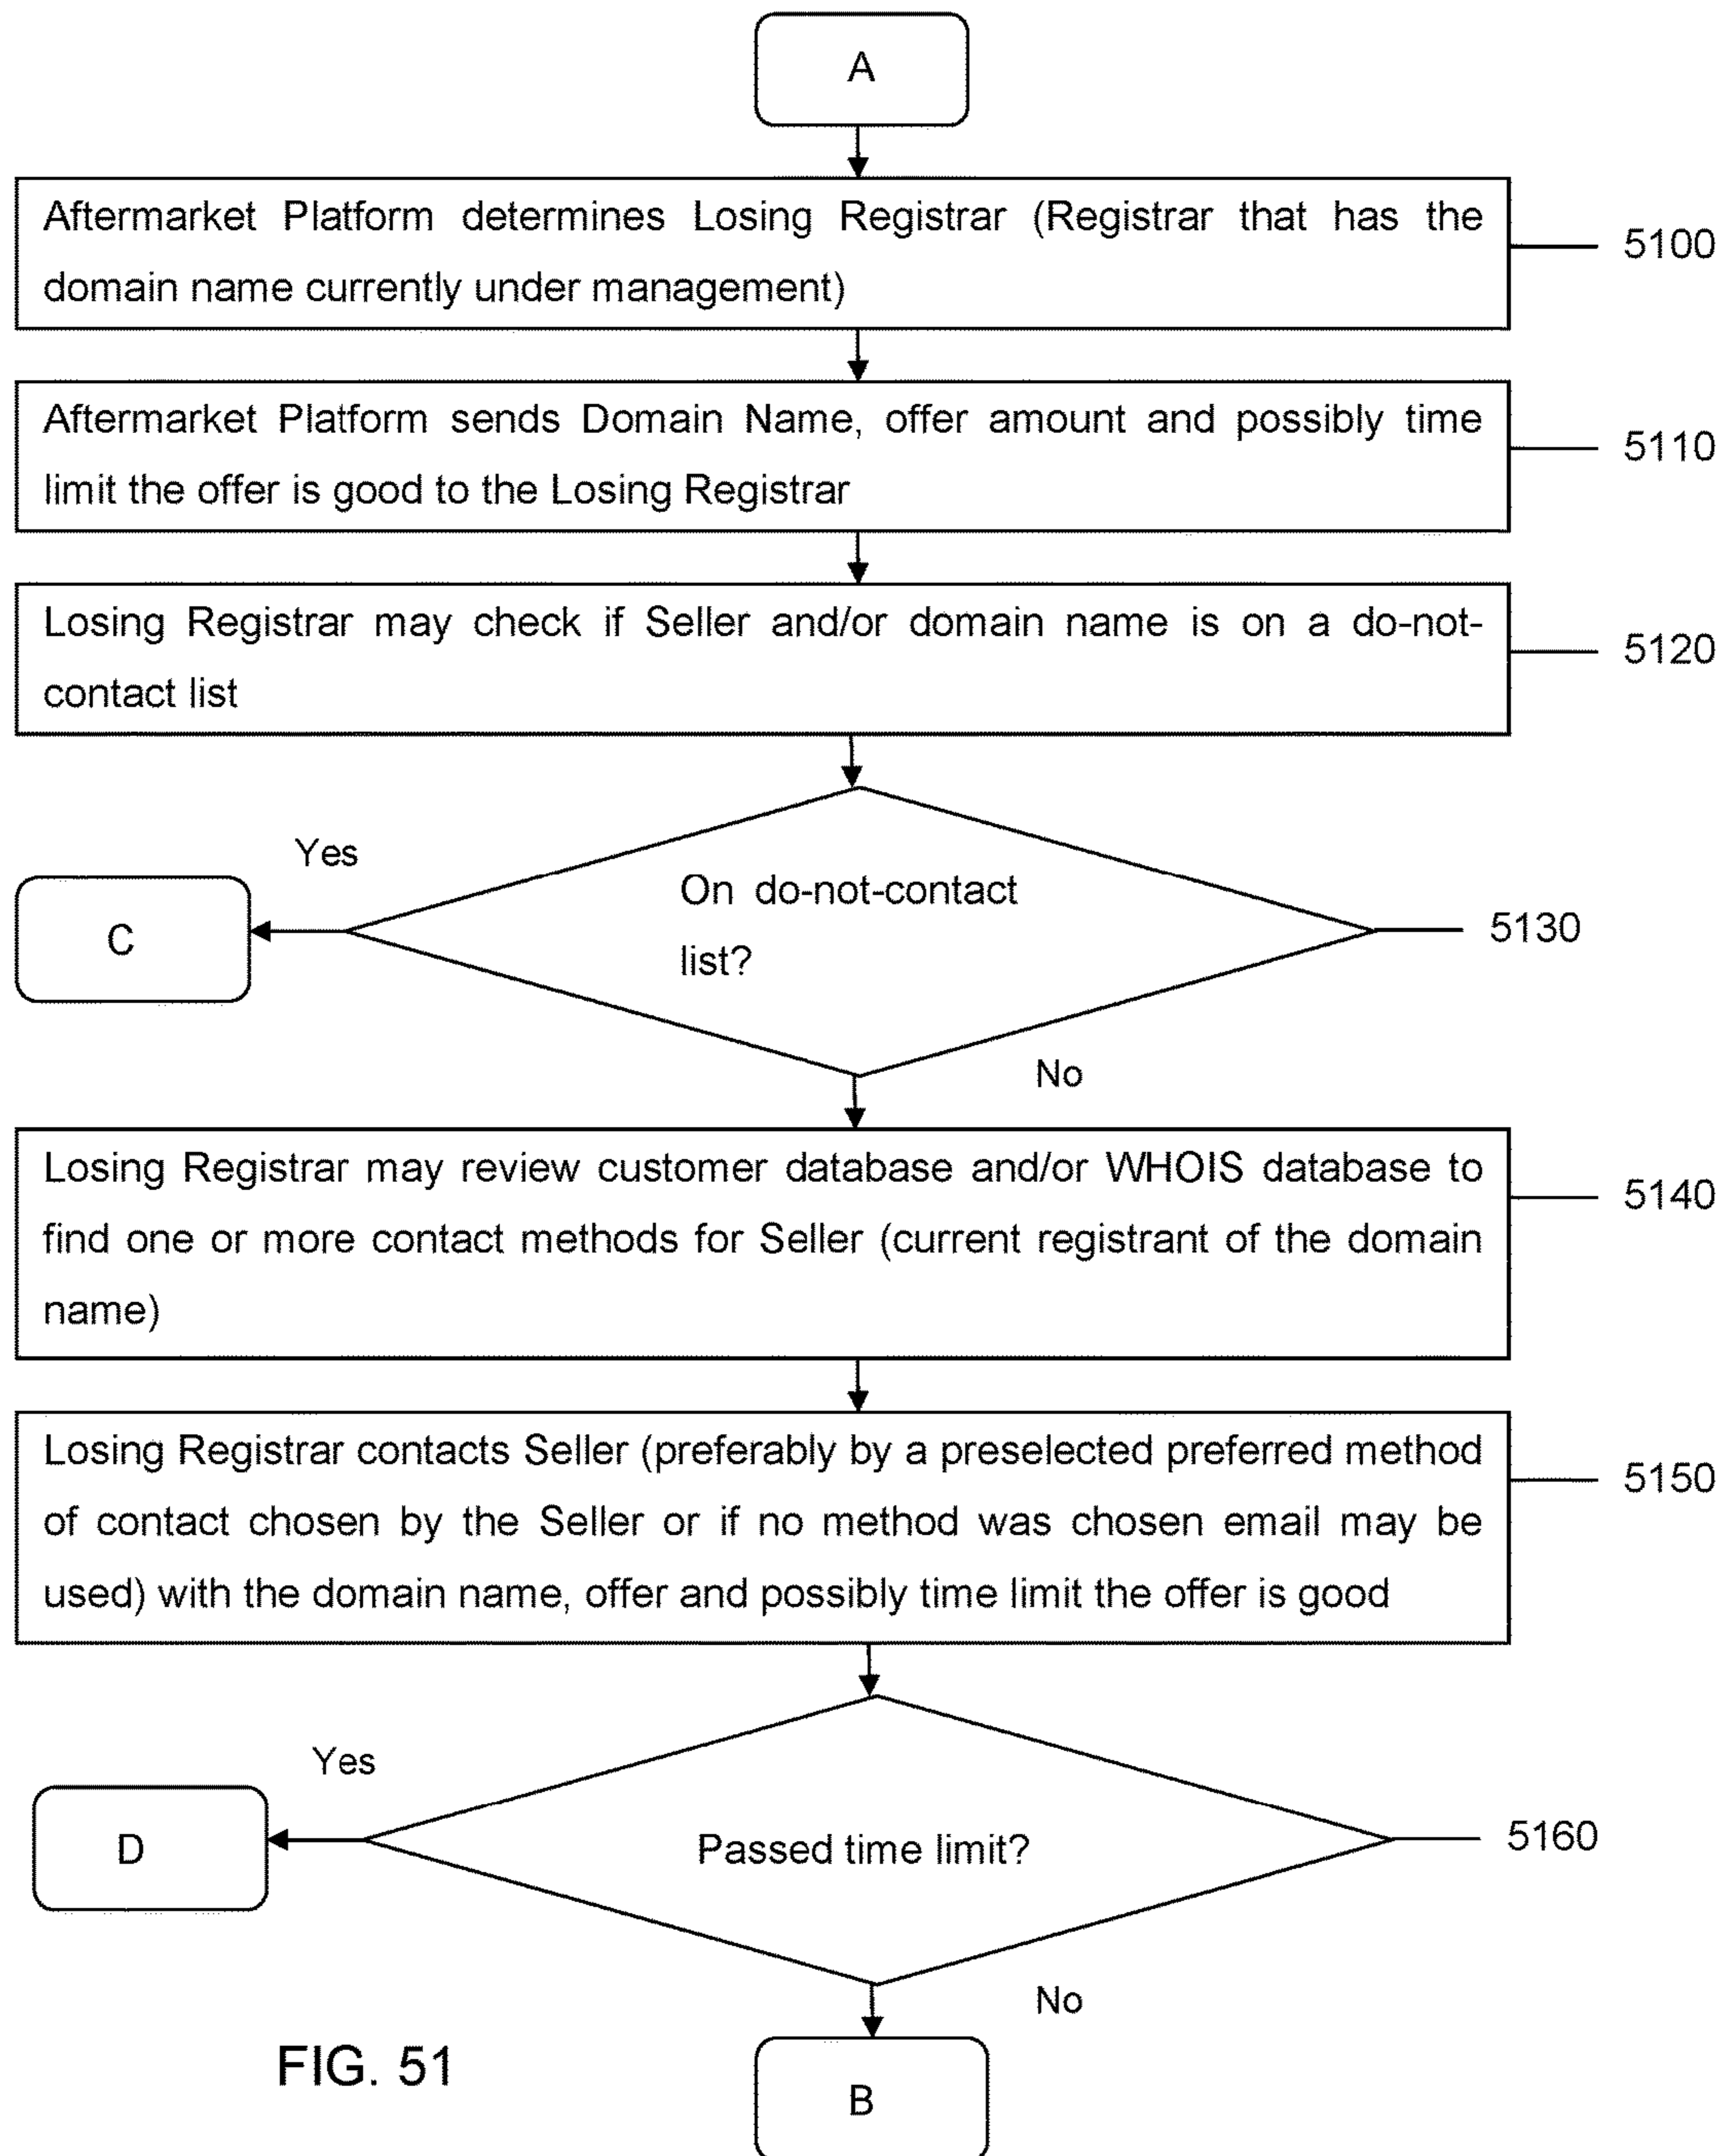 A
Aftermarket Platform determines Losing Registrar (Registrar that has the
domain name currently under management)
5100
Aftermarket Platform sends Domain Name, offer amount and possibly time
limit the offer is good to the Losing Registrar
5110
Losing Registrar may check if Seller and/or domain name is on a do-not-
contact list
5120
Yes
On do-not-contact
list?
C
5130
No
Losing Registrar may review customer database and/or WHOIS database to
find one or more contact methods for Seller (current registrant of the domain
name)
5140
Losing Registrar contacts Seller (preferably by a preselected preferred method
of contact chosen by the Seller or if no method was chosen email may be
used) with the domain name, offer and possibly time limit the offer is good
5150
Yes
D
Passed time limit?
5160
No
FIG. 51
B